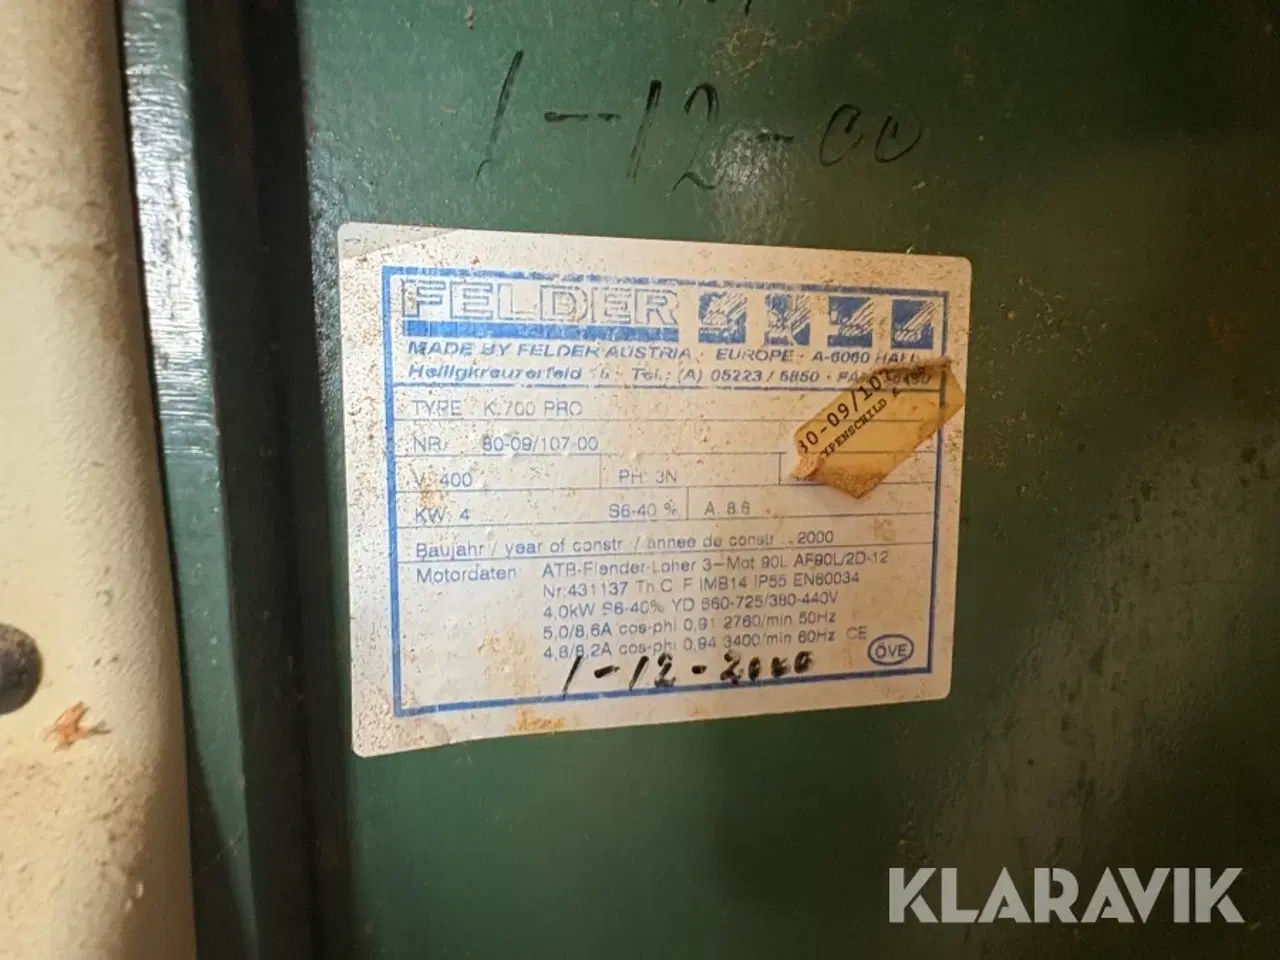 1-12-00
FELDER
MADE BY FELDER AUSTRIA · EUROPE · A-6060 HALL
Heiligkreuzerfeld 18 · Tel.: (A) 05223 / 5850 ·
30-09/107
TYPE K 700 PRO
NR. 80-09/107-00
V 400 PH 3N
KW 4 S6-40 % A 8.6
Baujahr / year of constr. / annee de constr. 2000
Motordaten ATB-Flender-Loher 3~Mot 90L AF90L/2D-12
Nr:431137 Th.C F IMB14 IP55 EN60034
4,0kW S6-40% YD 660-725/380-440V
5,0/8,6A cos-phi 0,91 2760/min 50Hz
4,8/8,2A cos-phi 0,94 3400/min 60Hz CE
ÖVE
1-12-2000
KLARAVIK